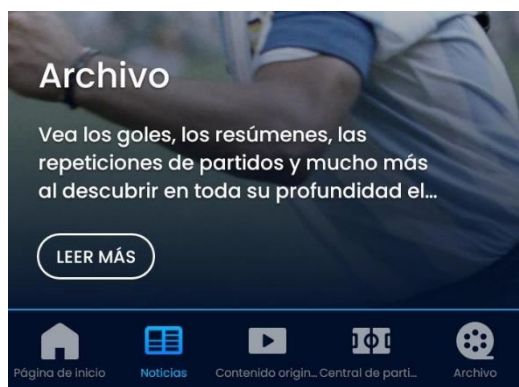 Archivo
Vea los goles, los resúmenes, las
repeticiones de partidos y mucho más
al descubrir en toda su profundidad el...
LEER MÁS
Página de inicio Noticias Contenido origin... Central de parti... Archivo